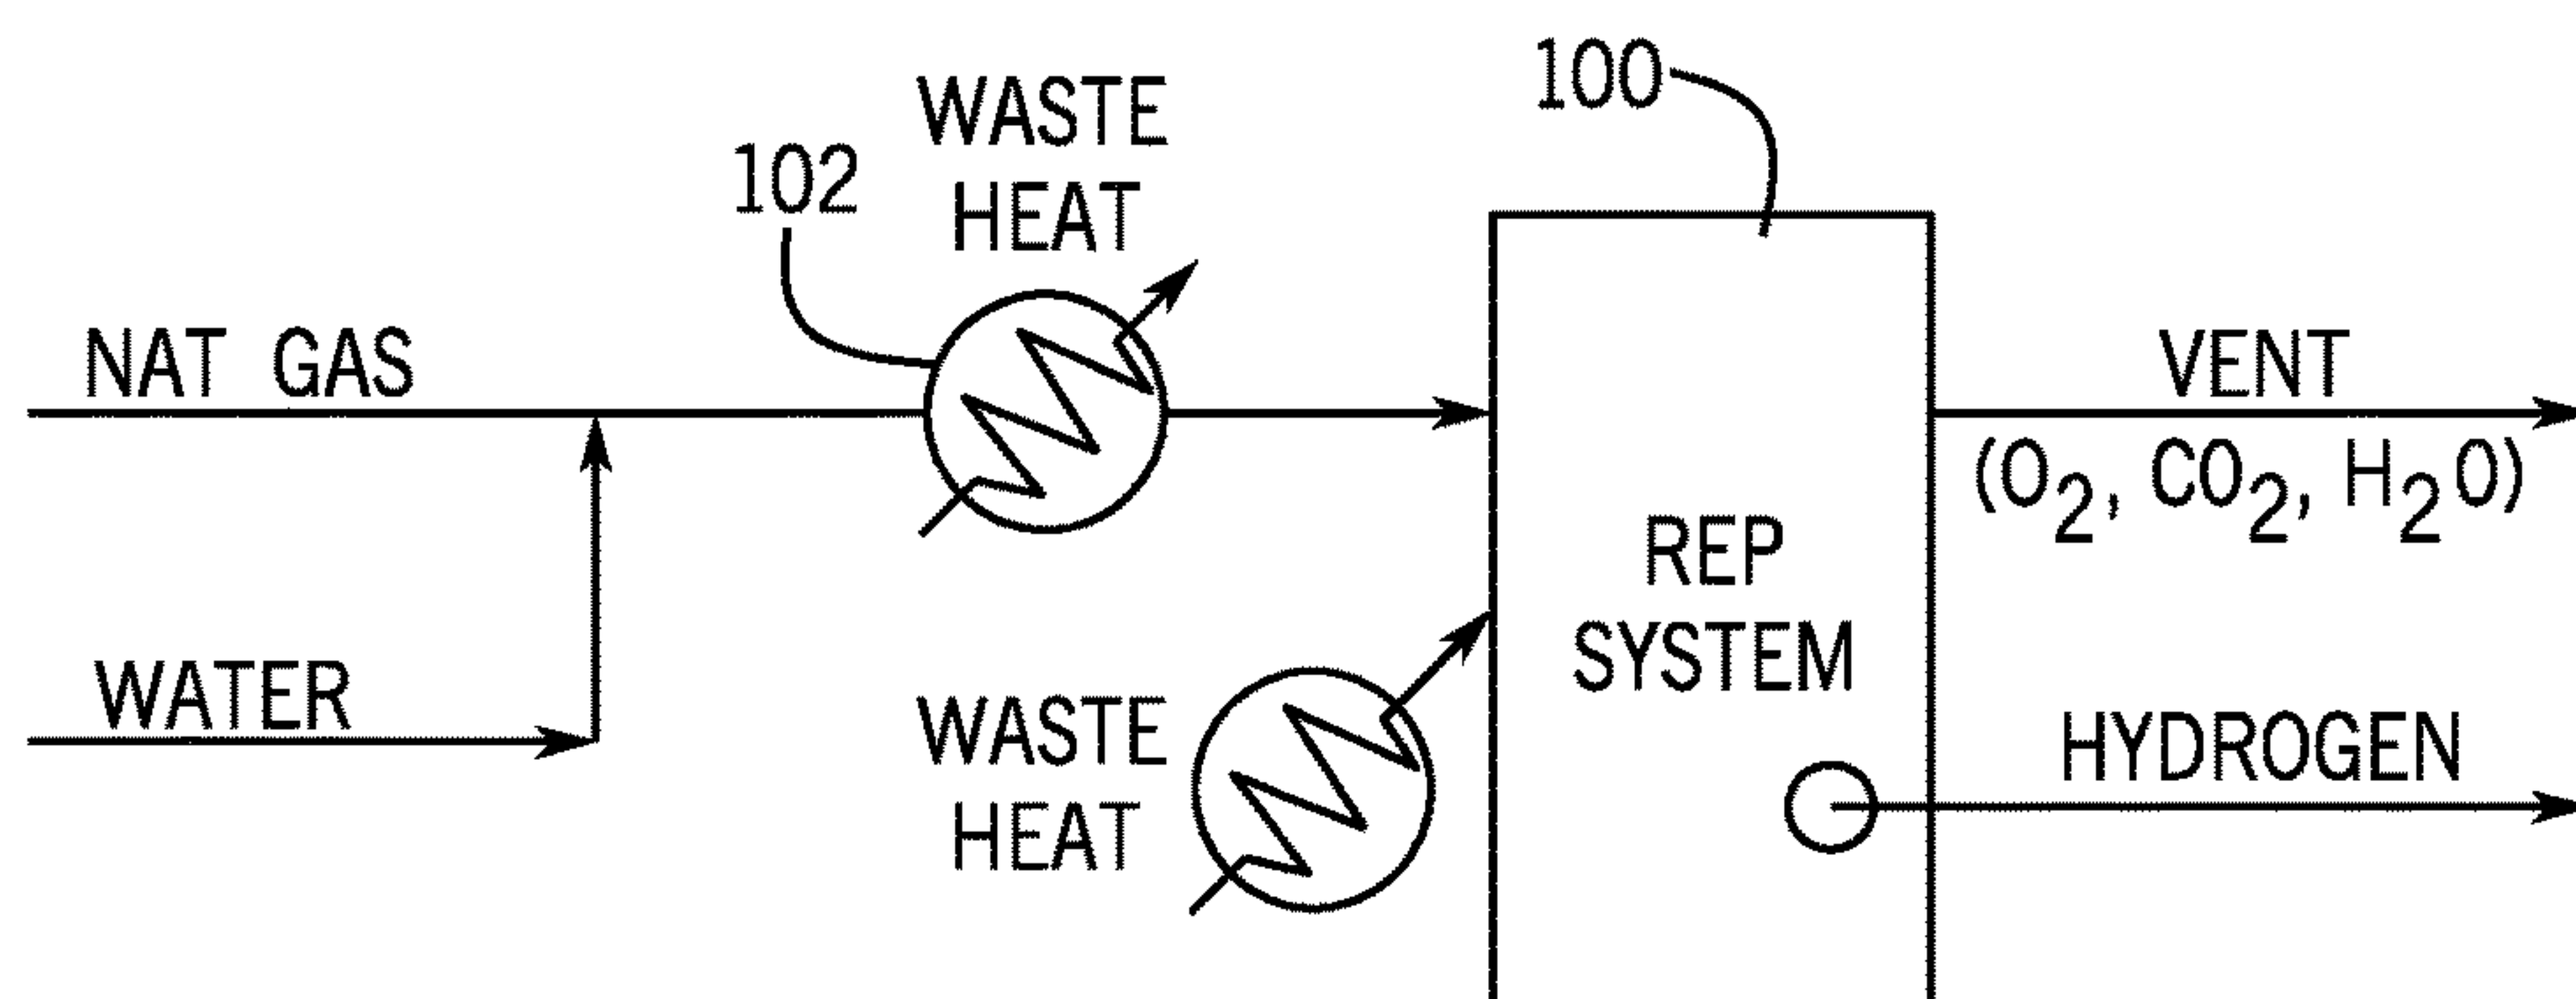 100
WASTE
HEAT
102
NAT GAS
VENT
(O₂, CO₂, H₂O)
REP
SYSTEM
WATER
WASTE
HEAT
HYDROGEN